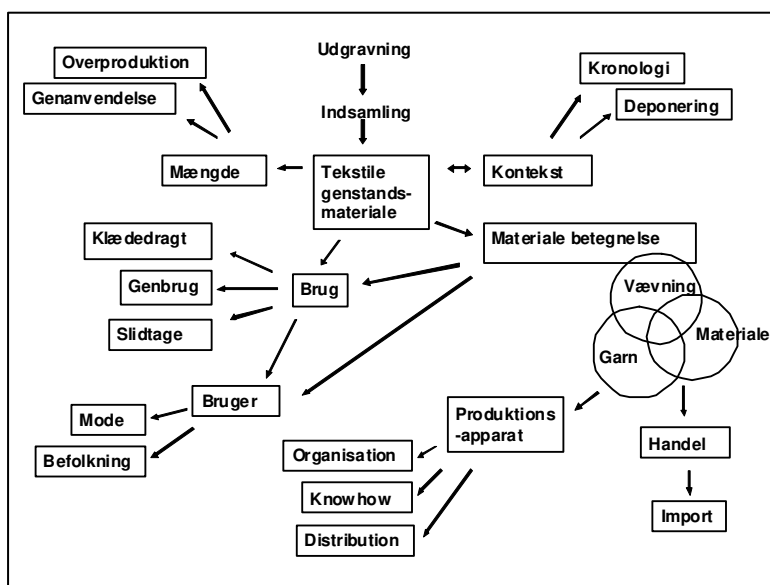 Udgravning
Overproduktion
Kronologi
Genanvendelse
Indsamling
Deponering
Mængde
Tekstile
genstands-
materiale
Kontekst
Klædedragt
Materiale betegnelse
Genbrug
Brug
Vævning
Slidtage
Materiale
Garn
Bruger
Mode
Produktions
-apparat
Befolkning
Organisation
Handel
Knowhow
Import
Distribution